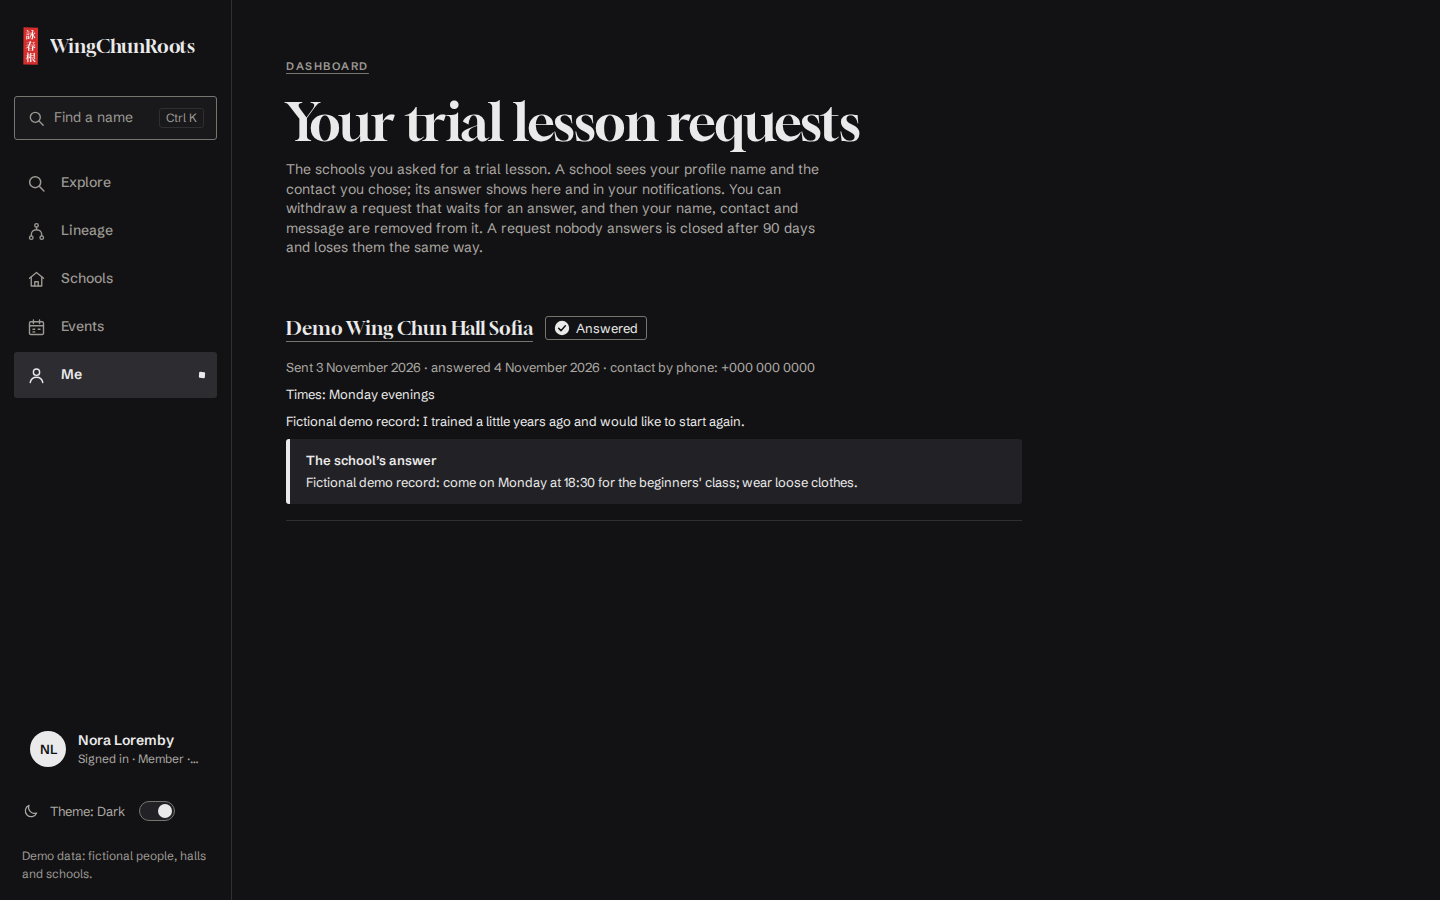 詠春根
WingChunRoots
Find a name
Ctrl K
Explore
Lineage
Schools
Events
Me
Nora Loremby
Signed in · Member ·...
Theme: Dark
Demo data: fictional people, halls
and schools.
DASHBOARD
Your trial lesson requests
The schools you asked for a trial lesson. A school sees your profile name and the
contact you chose; its answer shows here and in your notifications. You can
withdraw a request that waits for an answer, and then your name, contact and
message are removed from it. A request nobody answers is closed after 90 days
and loses them the same way.
Demo Wing Chun Hall Sofia
Answered
Sent 3 November 2026 · answered 4 November 2026 · contact by phone: +000 000 0000
Times: Monday evenings
Fictional demo record: I trained a little years ago and would like to start again.
The school’s answer
Fictional demo record: come on Monday at 18:30 for the beginners' class; wear loose clothes.
NL